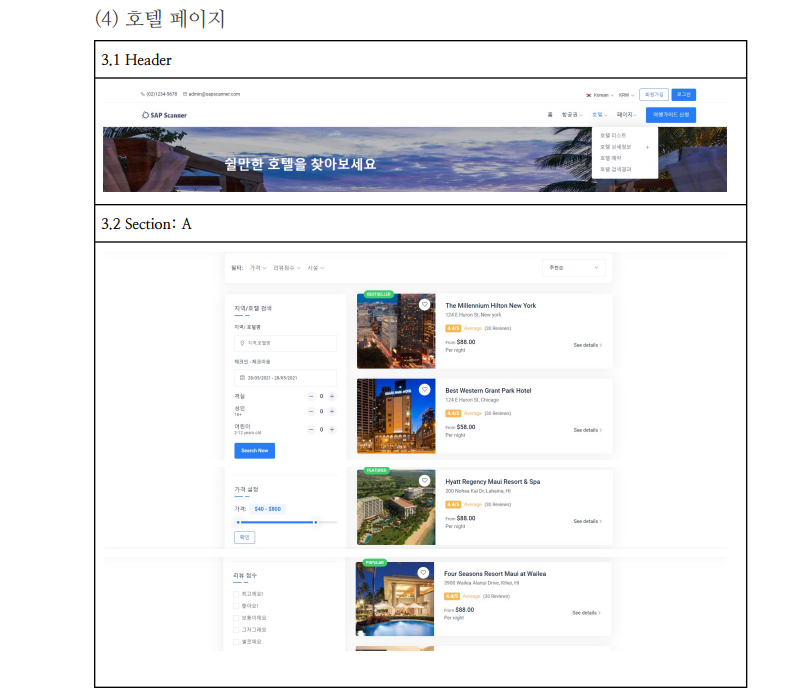 (4) 호텔 페이지
3.1 Header
(02)1234-5678 admin@sapscanner.com
Korean KRW 회원가입 로그인
SAP Scanner
홈 항공권 호텔 페이지 여행가이드 신청
호텔 리스트
호텔 상세정보 +
호텔 예약
호텔 검색결과
쉴만한 호텔을 찾아보세요
3.2 Section: A
필터: 가격 리뷰점수 시설
추천순
지역/호텔 검색
지역/ 호텔명
지역 호텔명
체크인 - 체크아웃
28/05/2021 - 28/05/2021
객실 − 0 +
성인 − 0 +
18+
어린이 − 0 +
2-12 years old
Search Now
BESTSELLER
The Millennium Hilton New York
124 E Huron St, New york
4.4/5 Average (30 Reviews)
From $88.00
Per night
See details
Best Western Grant Park Hotel
124 E Huron St, Chicago
4.4/5 Average (30 Reviews)
From $58.00
Per night
See details
가격 설정
가격: $40 - $800
확인
FEATURED
Hyatt Regency Maui Resort & Spa
200 Nohea Kai Dr, Lahaina, HI
4.4/5 Average (30 Reviews)
From $88.00
Per night
See details
리뷰 점수
최고예요!
좋아요!
보통이에요
그저그래요
별로예요
POPULAR
Four Seasons Resort Maui at Wailea
3900 Wailea Alanui Drive, Kihei, HI
4.4/5 Average (30 Reviews)
From $88.00
Per night
See details